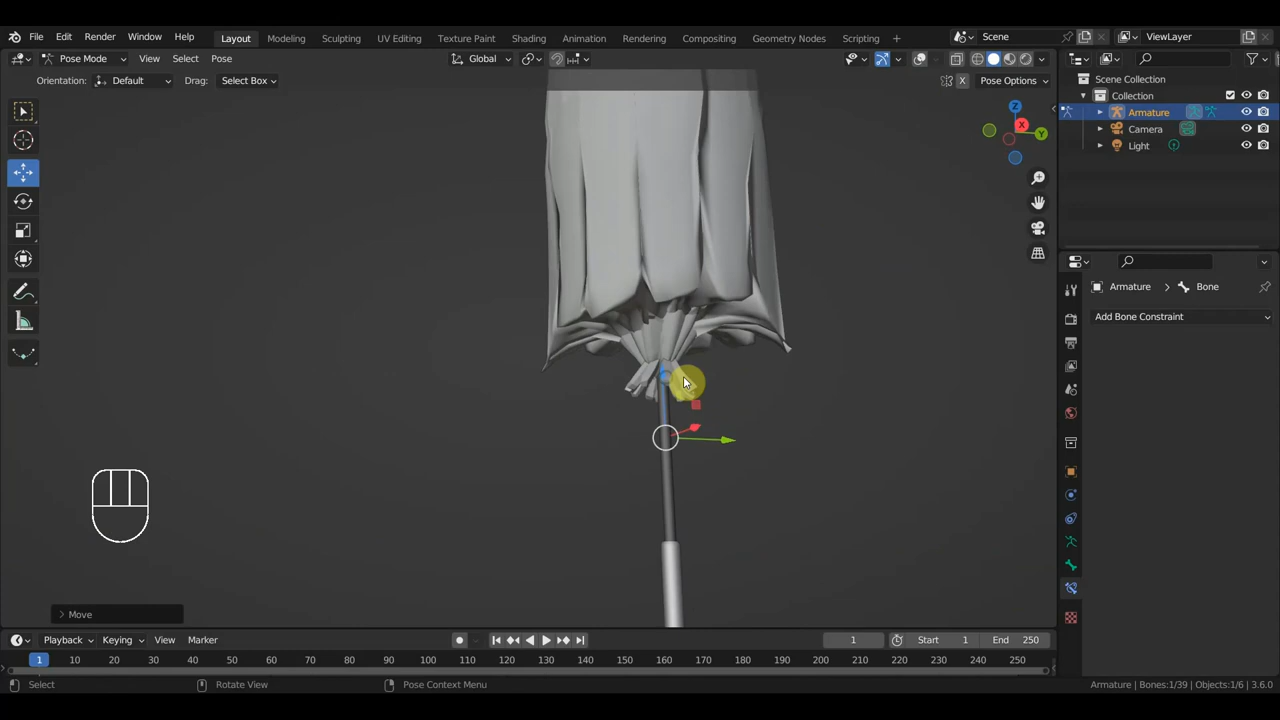 File Edit Render Window Help Layout Modeling Sculpting UV Editing Texture Paint Shading Animation Rendering Compositing Geometry Nodes Scripting + Scene ViewLayer
Pose Mode View Select Pose Global
Orientation: Default Drag: Select Box X Pose Options
Scene Collection
Collection
Armature
Camera
Light
Z
X
Y
Armature > Bone
Add Bone Constraint
> Move
Playback Keying View Marker 1 Start 1 End 250
1 10 20 30 40 50 60 70 80 90 100 110 120 130 140 150 160 170 180 190 200 210 220 230 240 250
Select Rotate View Pose Context Menu Armature | Bones:1/39 | Objects:1/6 | 3.6.0